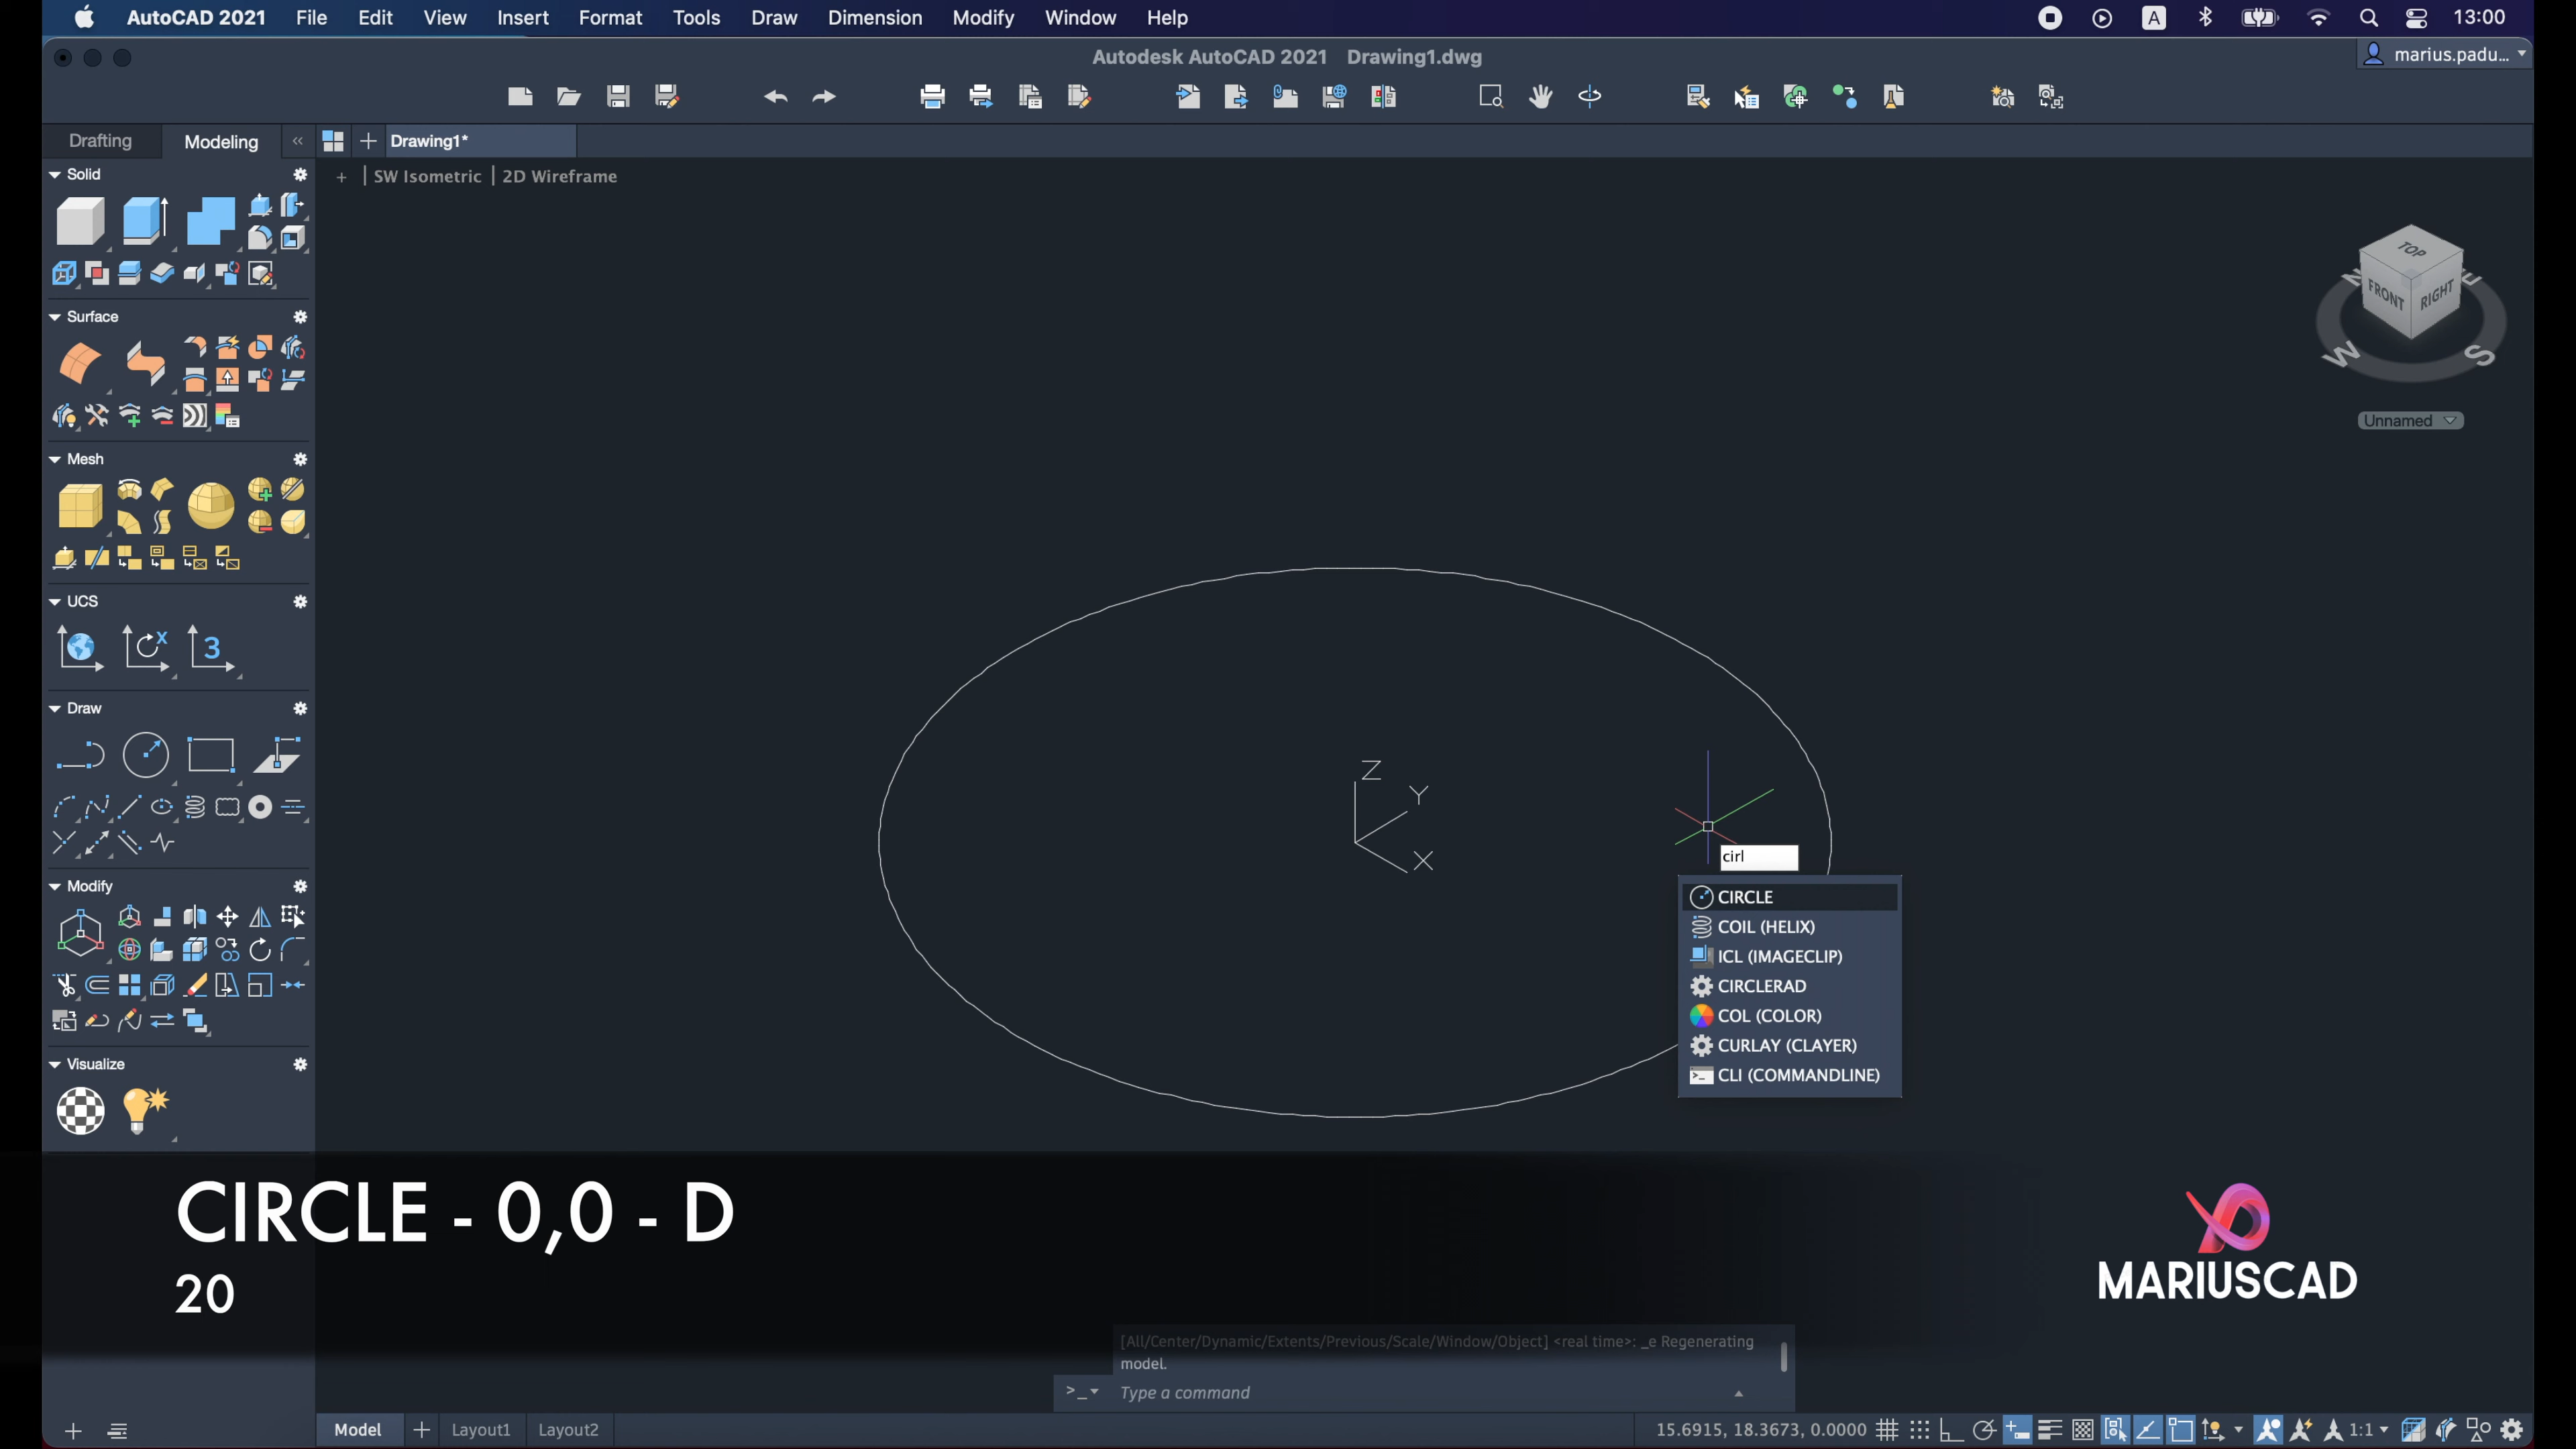 AutoCAD 2021 File Edit View Insert Format Tools Draw Dimension Modify Window Help A 13:00
Autodesk AutoCAD 2021 Drawing1.dwg
marius.padu...
Drafting Modeling « + Drawing1*
+ | SW Isometric | 2D Wireframe
Solid
Surface
Mesh
UCS
X
3
Draw
Modify
Visualize
TOP
FRONT
RIGHT
N
E
W
S
Unnamed
Z
Y
X
cirl
CIRCLE
COIL (HELIX)
ICL (IMAGECLIP)
CIRCLERAD
COL (COLOR)
CURLAY (CLAYER)
CLI (COMMANDLINE)
CIRCLE - 0,0 - D
20
MARIUSCAD
[All/Center/Dynamic/Extents/Previous/Scale/Window/Object] <real time>: _e Regenerating
model.
>_ Type a command
Model + Layout1 Layout2
15.6915, 18.3673, 0.0000
1:1